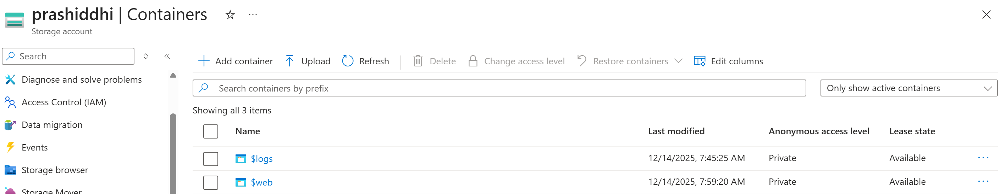 prashiddhi | Containers
Storage account
Search
Diagnose and solve problems
Access Control (IAM)
Data migration
Events
Storage browser
Storage Mover
Add container Upload Refresh Delete Change access level Restore containers Edit columns
Search containers by prefix
Only show active containers
Showing all 3 items
Name Last modified Anonymous access level Lease state
$logs 12/14/2025, 7:45:25 AM Private Available
$web 12/14/2025, 7:59:20 AM Private Available